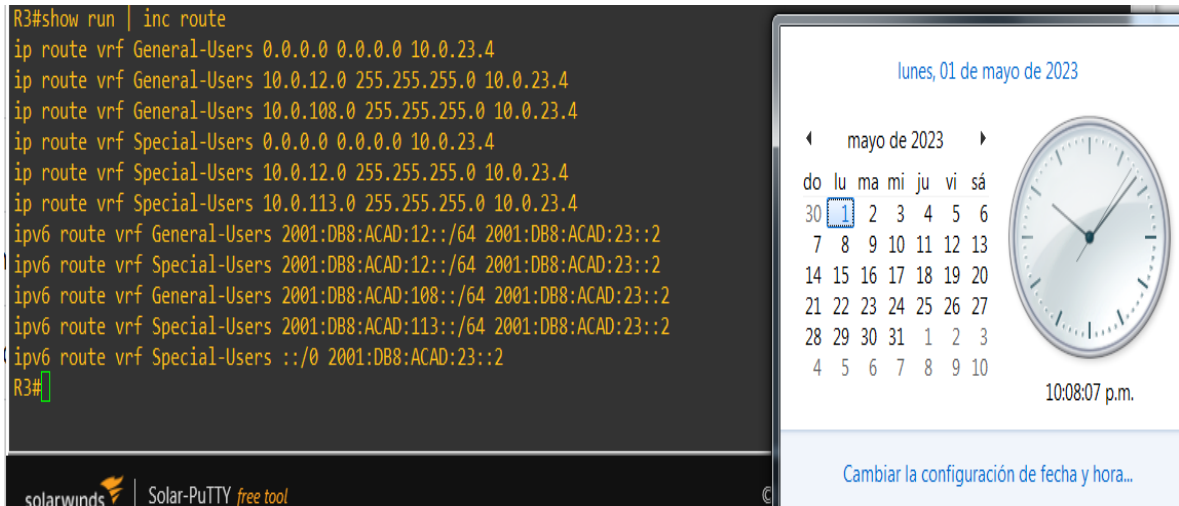 R3#show run | inc route
ip route vrf General-Users 0.0.0.0 0.0.0.0 10.0.23.4
ip route vrf General-Users 10.0.12.0 255.255.255.0 10.0.23.4
ip route vrf General-Users 10.0.108.0 255.255.255.0 10.0.23.4
ip route vrf Special-Users 0.0.0.0 0.0.0.0 10.0.23.4
ip route vrf Special-Users 10.0.12.0 255.255.255.0 10.0.23.4
ip route vrf Special-Users 10.0.113.0 255.255.255.0 10.0.23.4
ipv6 route vrf General-Users 2001:DB8:ACAD:12::/64 2001:DB8:ACAD:23::2
ipv6 route vrf Special-Users 2001:DB8:ACAD:12::/64 2001:DB8:ACAD:23::2
ipv6 route vrf General-Users 2001:DB8:ACAD:108::/64 2001:DB8:ACAD:23::2
ipv6 route vrf Special-Users 2001:DB8:ACAD:113::/64 2001:DB8:ACAD:23::2
ipv6 route vrf Special-Users ::/0 2001:DB8:ACAD:23::2
R3#
solarwinds | Solar-PuTTY free tool ©
lunes, 01 de mayo de 2023
mayo de 2023
do lu ma mi ju vi sá
30 1 2 3 4 5 6
7 8 9 10 11 12 13
14 15 16 17 18 19 20
21 22 23 24 25 26 27
28 29 30 31 1 2 3
4 5 6 7 8 9 10
10:08:07 p.m.
Cambiar la configuración de fecha y hora...